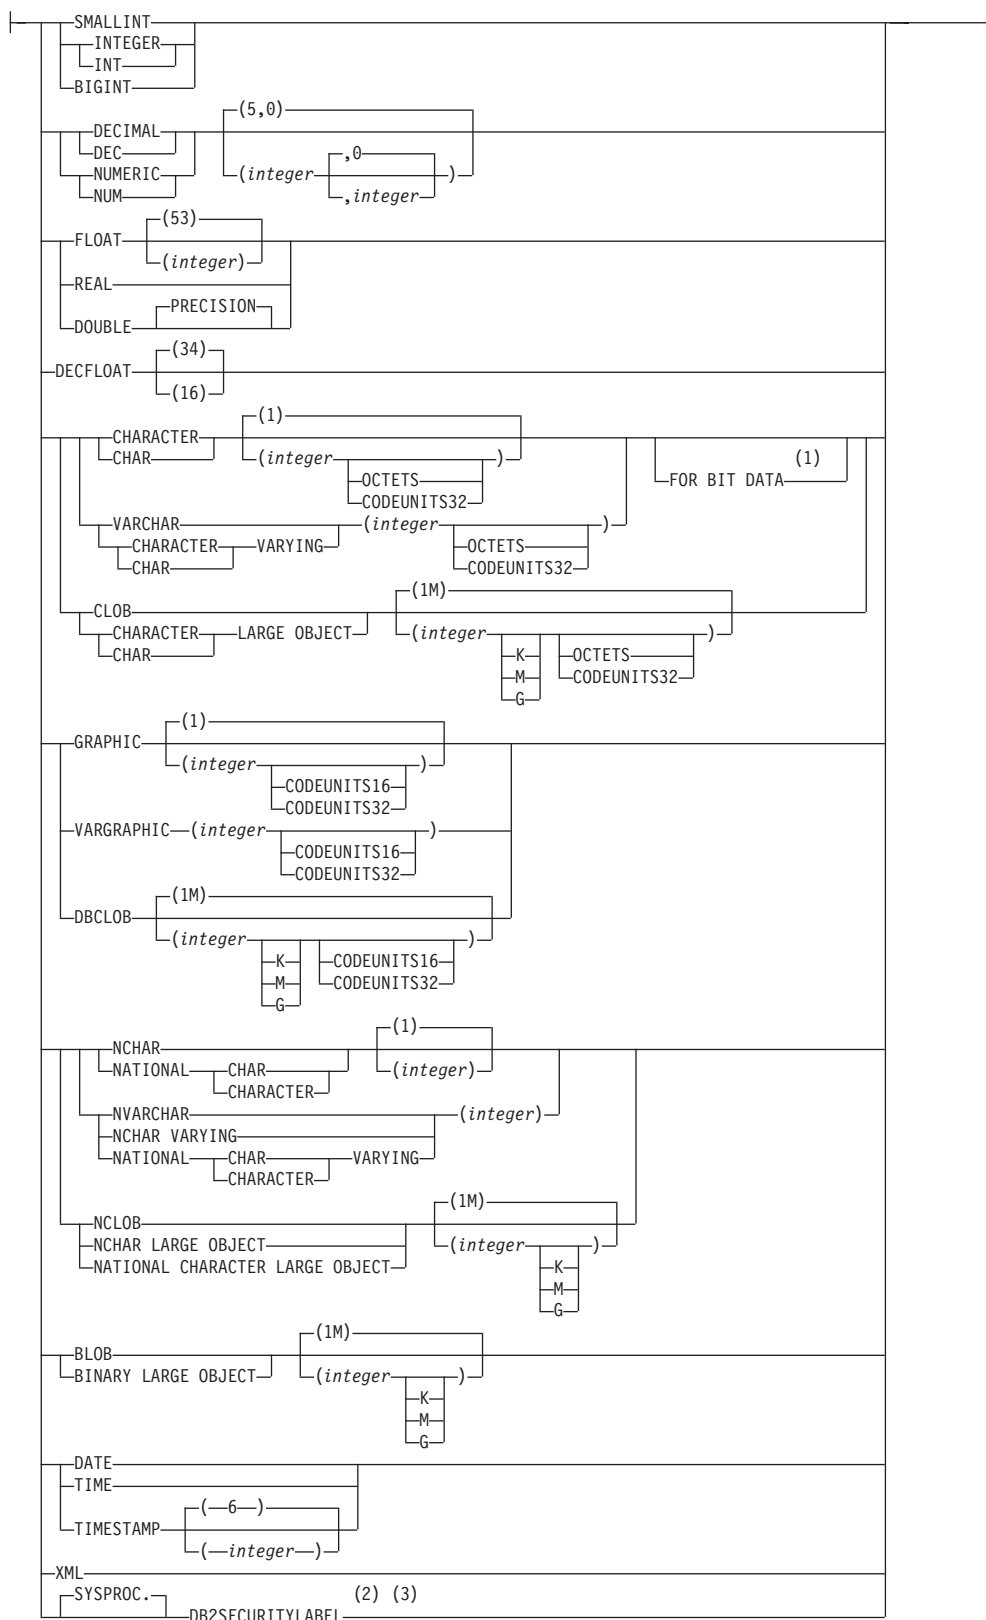 SMALLINT
INTEGER
INT
BIGINT
(5,0)
DECIMAL
DEC ,0
NUMERIC (integer )
NUM ,integer
(53)
FLOAT
(integer)
REAL
PRECISION
DOUBLE
(34)
DECFLOAT
(16)
(1)
CHARACTER (1)
CHAR (integer )
OCTETS FOR BIT DATA
CODEUNITS32
VARCHAR (integer )
CHARACTER VARYING OCTETS
CHAR CODEUNITS32
(1M)
CLOB
CHARACTER LARGE OBJECT (integer )
CHAR K OCTETS
M CODEUNITS32
G
(1)
GRAPHIC
(integer )
CODEUNITS16
CODEUNITS32
VARGRAPHIC (integer )
CODEUNITS16
CODEUNITS32
(1M)
DBCLOB
(integer )
K CODEUNITS16
M CODEUNITS32
G
(1)
NCHAR
NATIONAL CHAR (integer)
CHARACTER
NVARCHAR (integer)
NCHAR VARYING
NATIONAL CHAR VARYING
CHARACTER
(1M)
NCLOB
NCHAR LARGE OBJECT (integer )
NATIONAL CHARACTER LARGE OBJECT K
M
G
(1M)
BLOB
BINARY LARGE OBJECT (integer )
K
M
G
DATE
TIME
( 6 )
TIMESTAMP
( integer )
XML
SYSPROC. (2) (3)
DB2SECURITYLABEL